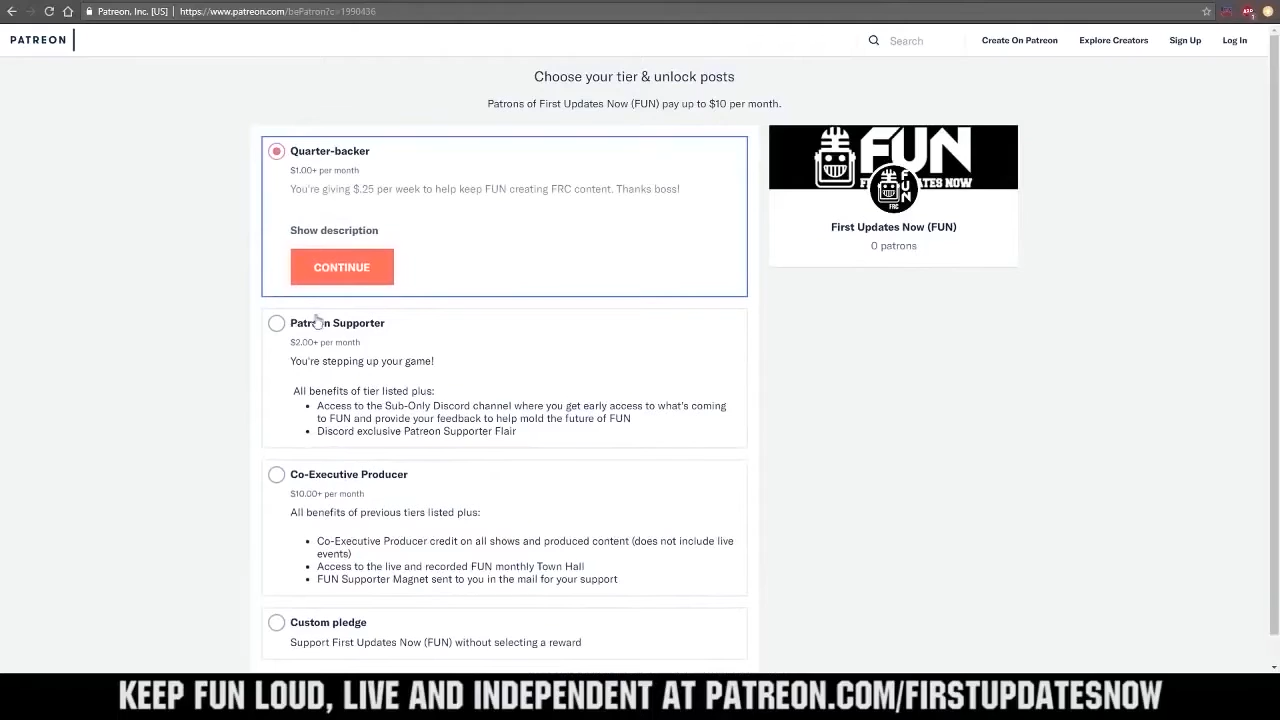 Patreon, Inc. [US] | https://www.patreon.com/bePatron?c=1990436
PATREON
Search
Create On Patreon
Explore Creators
Sign Up
Log In
Choose your tier & unlock posts
Patrons of First Updates Now (FUN) pay up to $10 per month.
Quarter-backer
$1.00+ per month
You're giving $.25 per week to help keep FUN creating FRC content. Thanks boss!
Show description
CONTINUE
FUN
FUN
FRC
First Updates Now (FUN)
0 patrons
Patreon Supporter
$2.00+ per month
You're stepping up your game!
All benefits of tier listed plus:
Access to the Sub-Only Discord channel where you get early access to what's coming
to FUN and provide your feedback to help mold the future of FUN
Discord exclusive Patreon Supporter Flair
Co-Executive Producer
$10.00+ per month
All benefits of previous tiers listed plus:
Co-Executive Producer credit on all shows and produced content (does not include live
events)
Access to the live and recorded FUN monthly Town Hall
FUN Supporter Magnet sent to you in the mail for your support
Custom pledge
Support First Updates Now (FUN) without selecting a reward
KEEP FUN LOUD, LIVE AND INDEPENDENT AT PATREON.COM/FIRSTUPDATESNOW